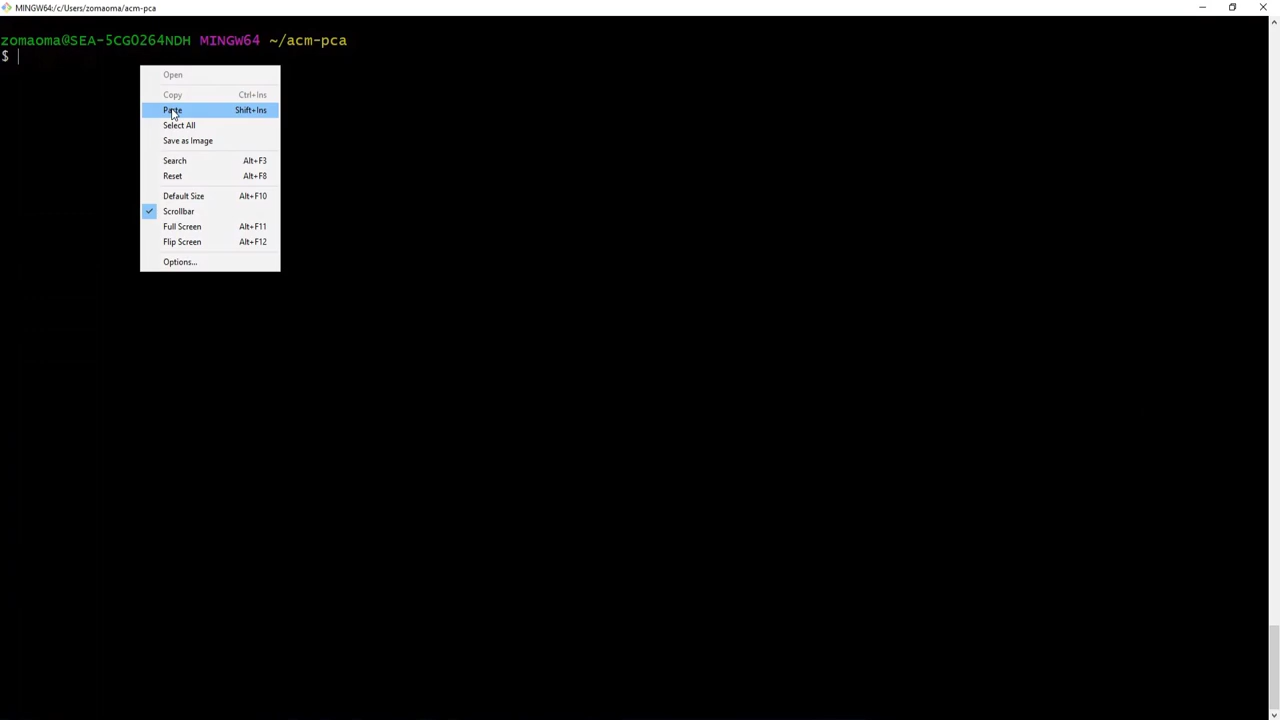 MINGW64:/c/Users/zomaoma/acm-pca
zomaoma@SEA-5CG0264NDH MINGW64 ~/acm-pca
$
Open
Copy Ctrl+Ins
Paste Shift+Ins
Select All
Save as Image
Search Alt+F3
Reset Alt+F8
Default Size Alt+F10
Scrollbar
Full Screen Alt+F11
Flip Screen Alt+F12
Options...